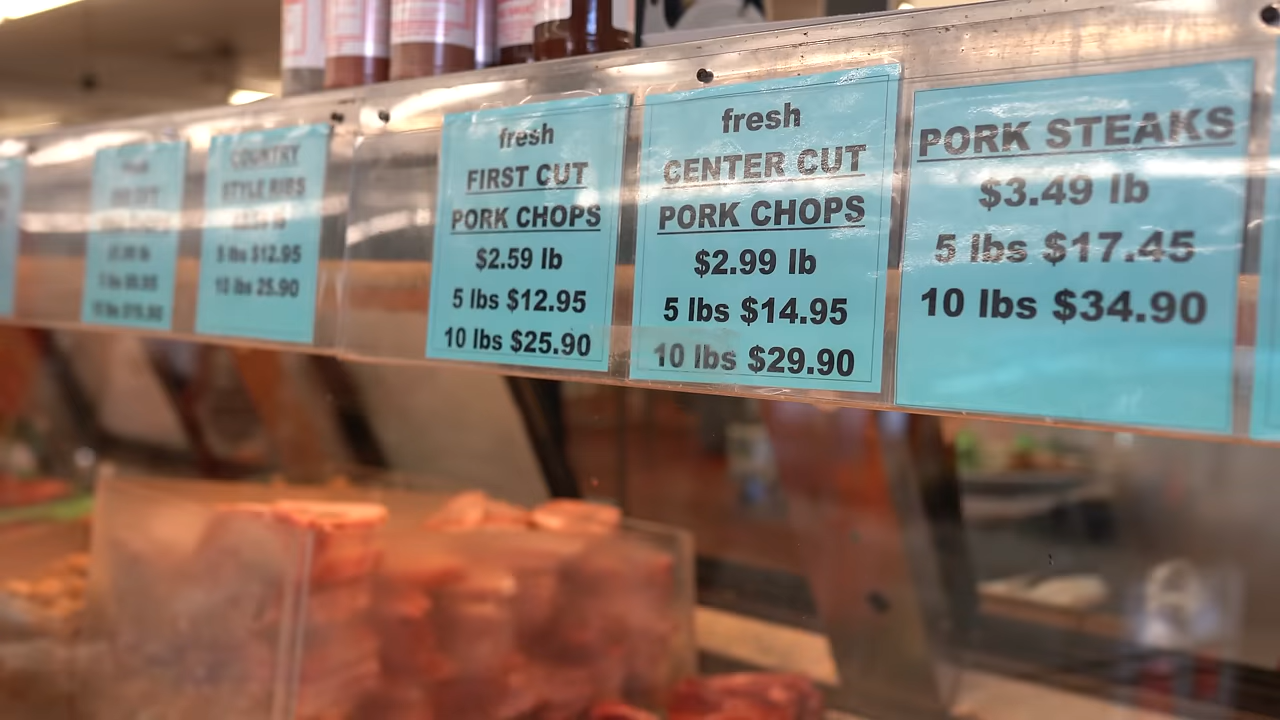 COUNTRY
STYLE RIBS
5 lbs $12.95
10 lbs 25.90
fresh
FIRST CUT
PORK CHOPS
$2.59 lb
5 lbs $12.95
10 lbs $25.90
fresh
CENTER CUT
PORK CHOPS
$2.99 lb
5 lbs $14.95
10 lbs $29.90
PORK STEAKS
$3.49 lb
5 lbs $17.45
10 lbs $34.90